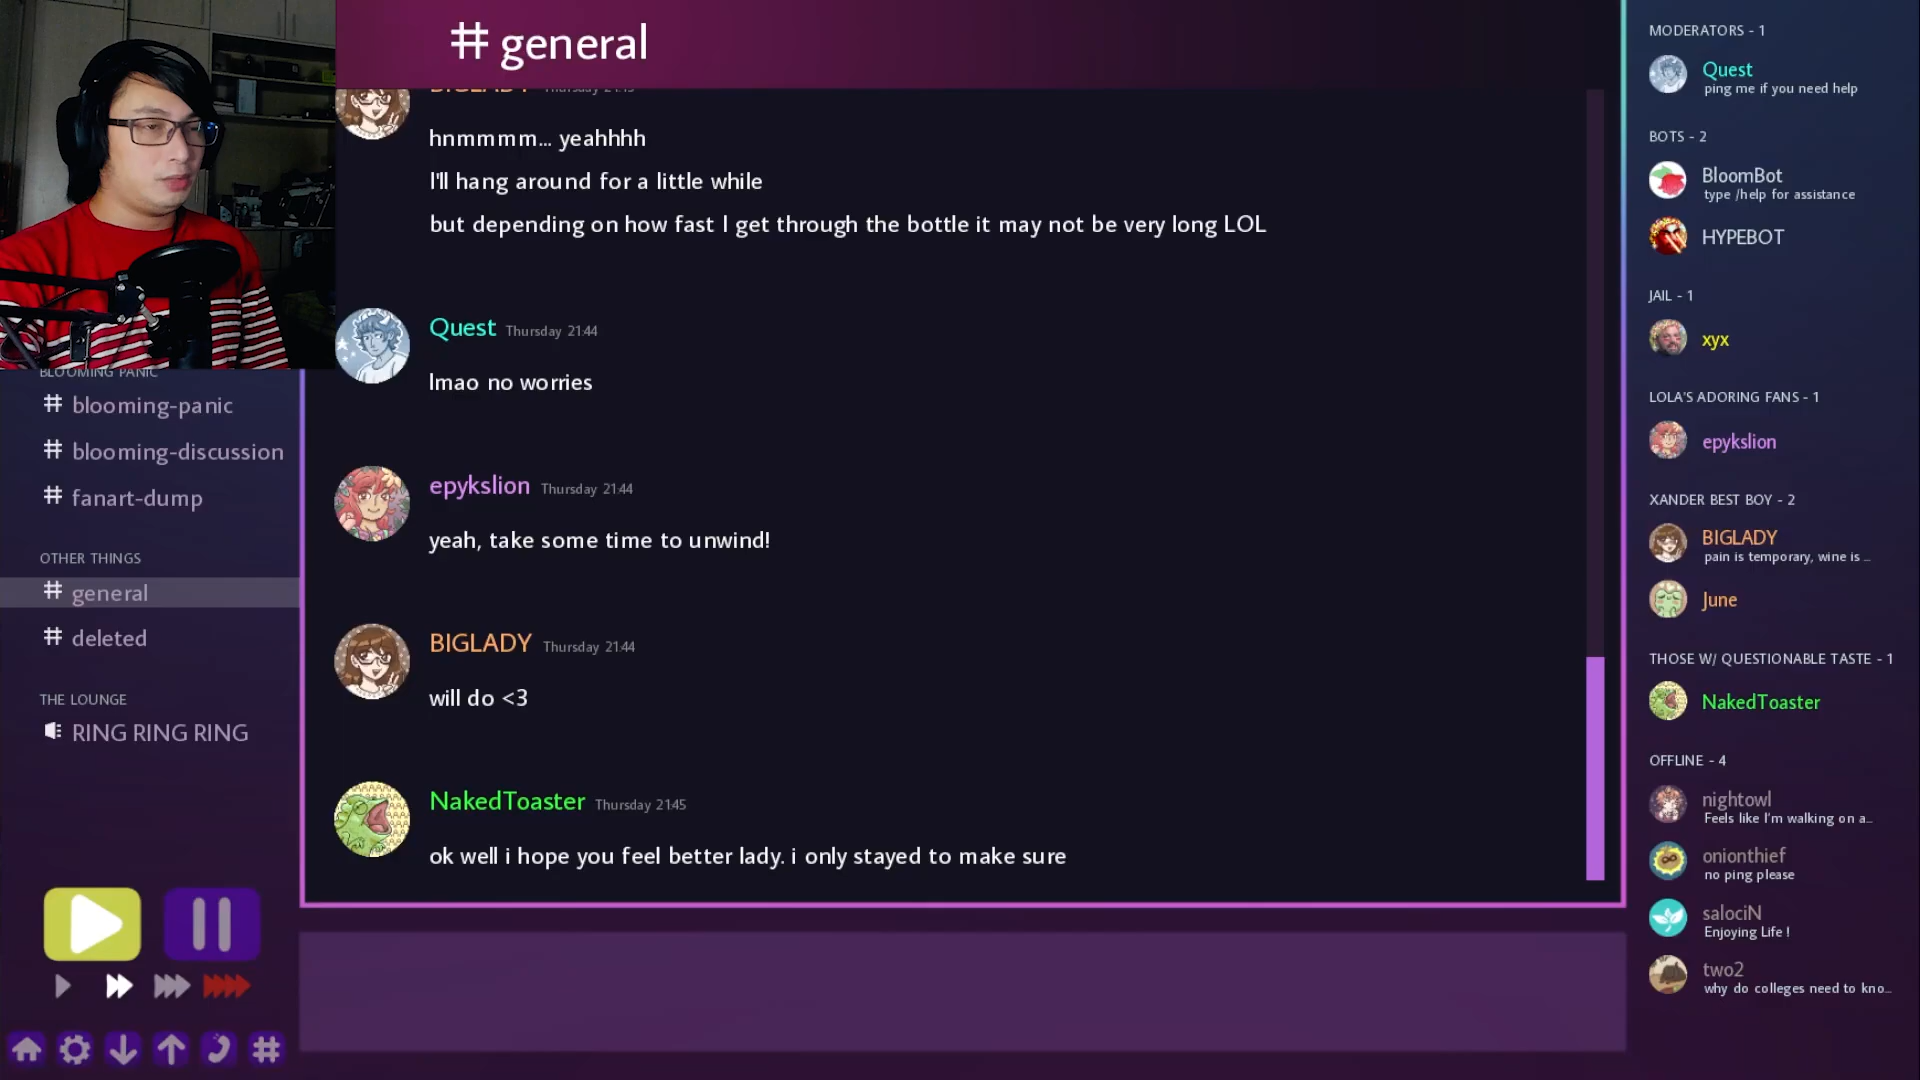 # general
BIGLADY Thursday 21:43
hnmmmm... yeahhhh
I'll hang around for a little while
but depending on how fast I get through the bottle it may not be very long LOL
Quest Thursday 21:44
lmao no worries
epykslion Thursday 21:44
yeah, take some time to unwind!
BIGLADY Thursday 21:44
will do <3
NakedToaster Thursday 21:45
ok well i hope you feel better lady. i only stayed to make sure
BLOOMING PANIC
# blooming-panic
# blooming-discussion
# fanart-dump
OTHER THINGS
# general
# deleted
THE LOUNGE
RING RING RING
MODERATORS - 1
Quest
ping me if you need help
BOTS - 2
BloomBot
type /help for assistance
HYPEBOT
JAIL - 1
xyx
LOLA'S ADORING FANS - 1
epykslion
XANDER BEST BOY - 2
BIGLADY
pain is temporary, wine is ...
June
THOSE W/ QUESTIONABLE TASTE - 1
NakedToaster
OFFLINE - 4
nightowl
Feels like I'm walking on a...
onionthief
no ping please
salociN
Enjoying Life !
two2
why do colleges need to kno...